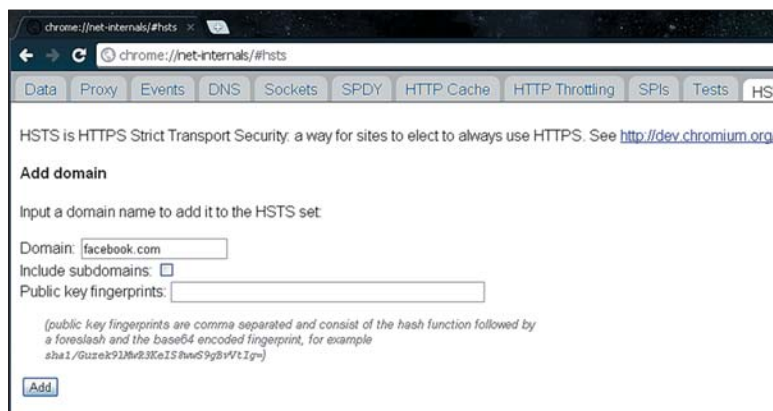 chrome://net-internals/#hsts
chrome://net-internals/#hsts
Data Proxy Events DNS Sockets SPDY HTTP Cache HTTP Throttling SPIs Tests HS
HSTS is HTTPS Strict Transport Security: a way for sites to elect to always use HTTPS. See http://dev.chromium.org/
Add domain
Input a domain name to add it to the HSTS set:
Domain: facebook.com
Include subdomains:
Public key fingerprints:
(public key fingerprints are comma separated and consist of the hash function followed by
a foreslash and the base64 encoded fingerprint, for example
Add